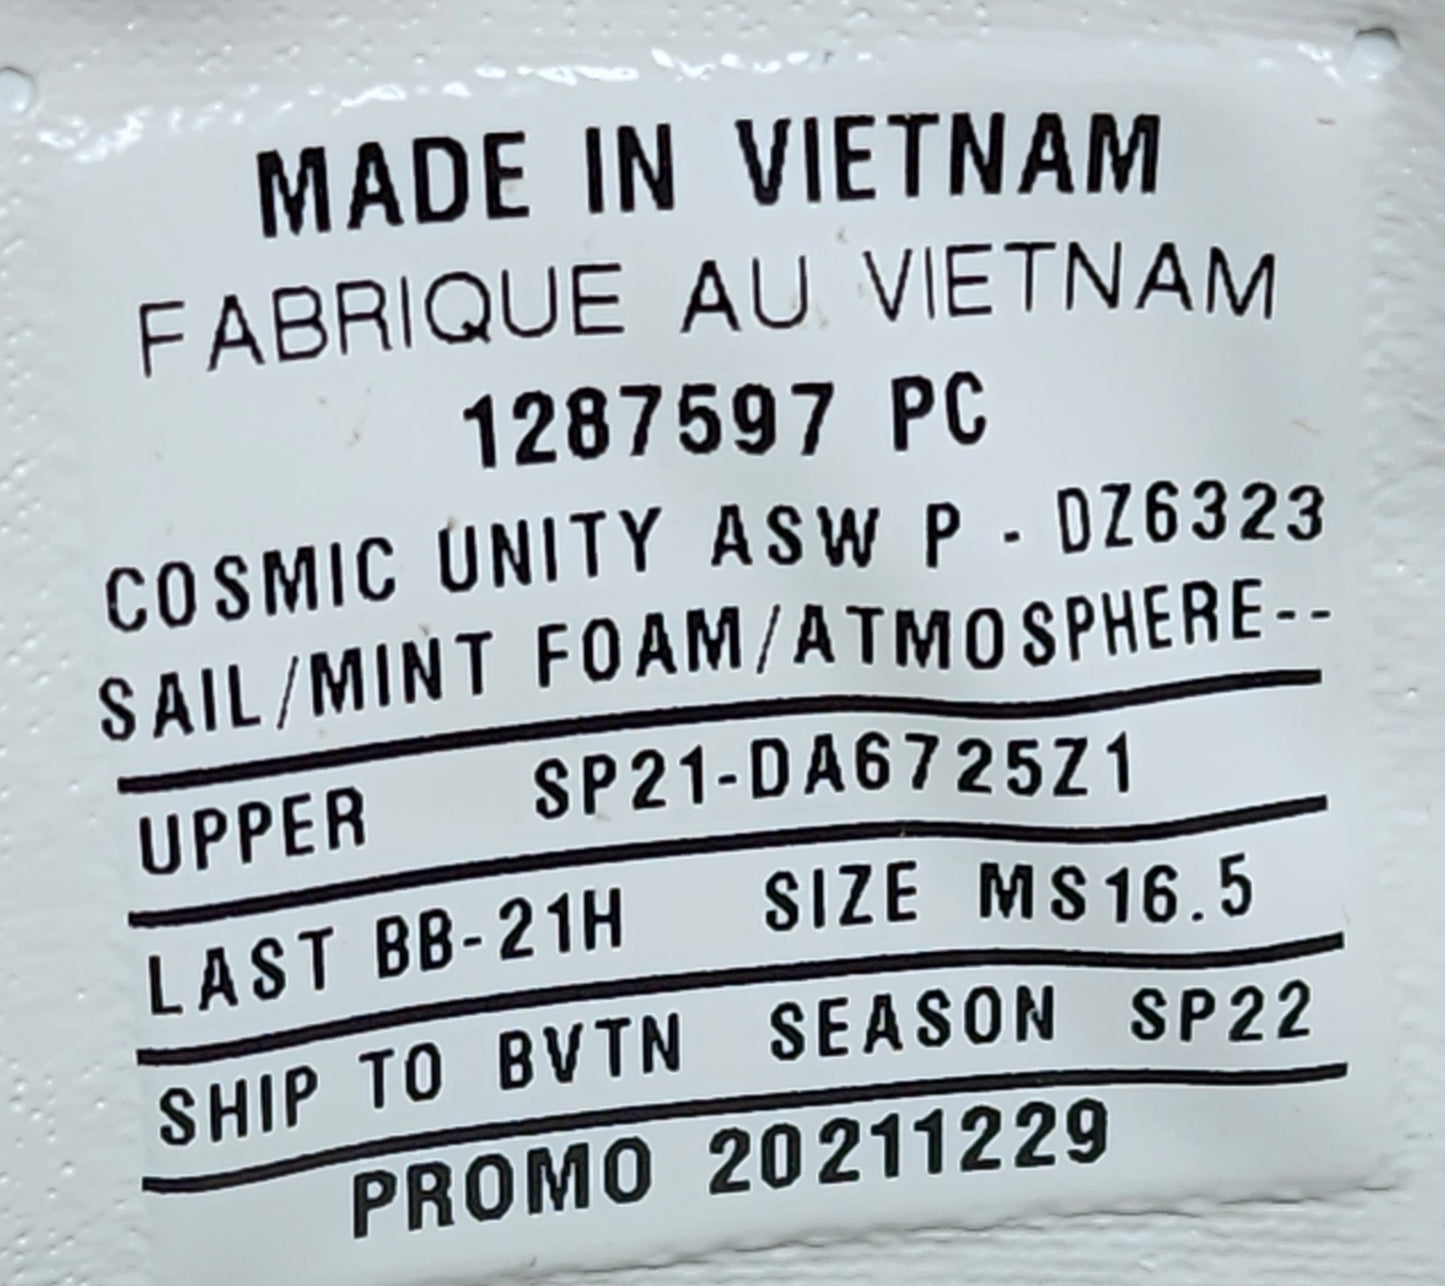 MADE IN VIETNAM
FABRIQUE AU VIETNAM
1287597 PC
COSMIC UNITY ASW P - DZ6323
SAIL/MINT FOAM/ATMOSPHERE--
UPPER SP21-DA6725Z1
LAST BB-21H SIZE MS16.5
SHIP TO BVTN SEASON SP22
PROMO 20211229